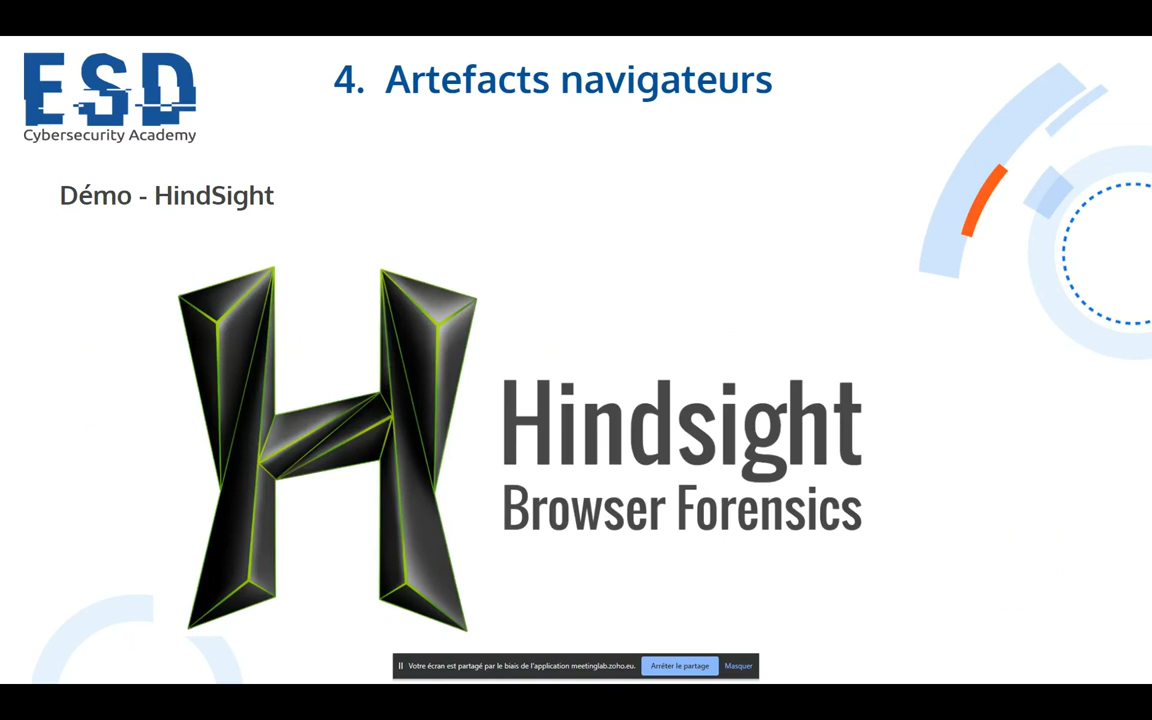 ESD
Cybersecurity Academy
4. Artefacts navigateurs
Démo - HindSight
Hindsight
Browser Forensics
Votre écran est partagé par le biais de l'application meetinglab.zoho.eu. Arrêter le partage Masquer